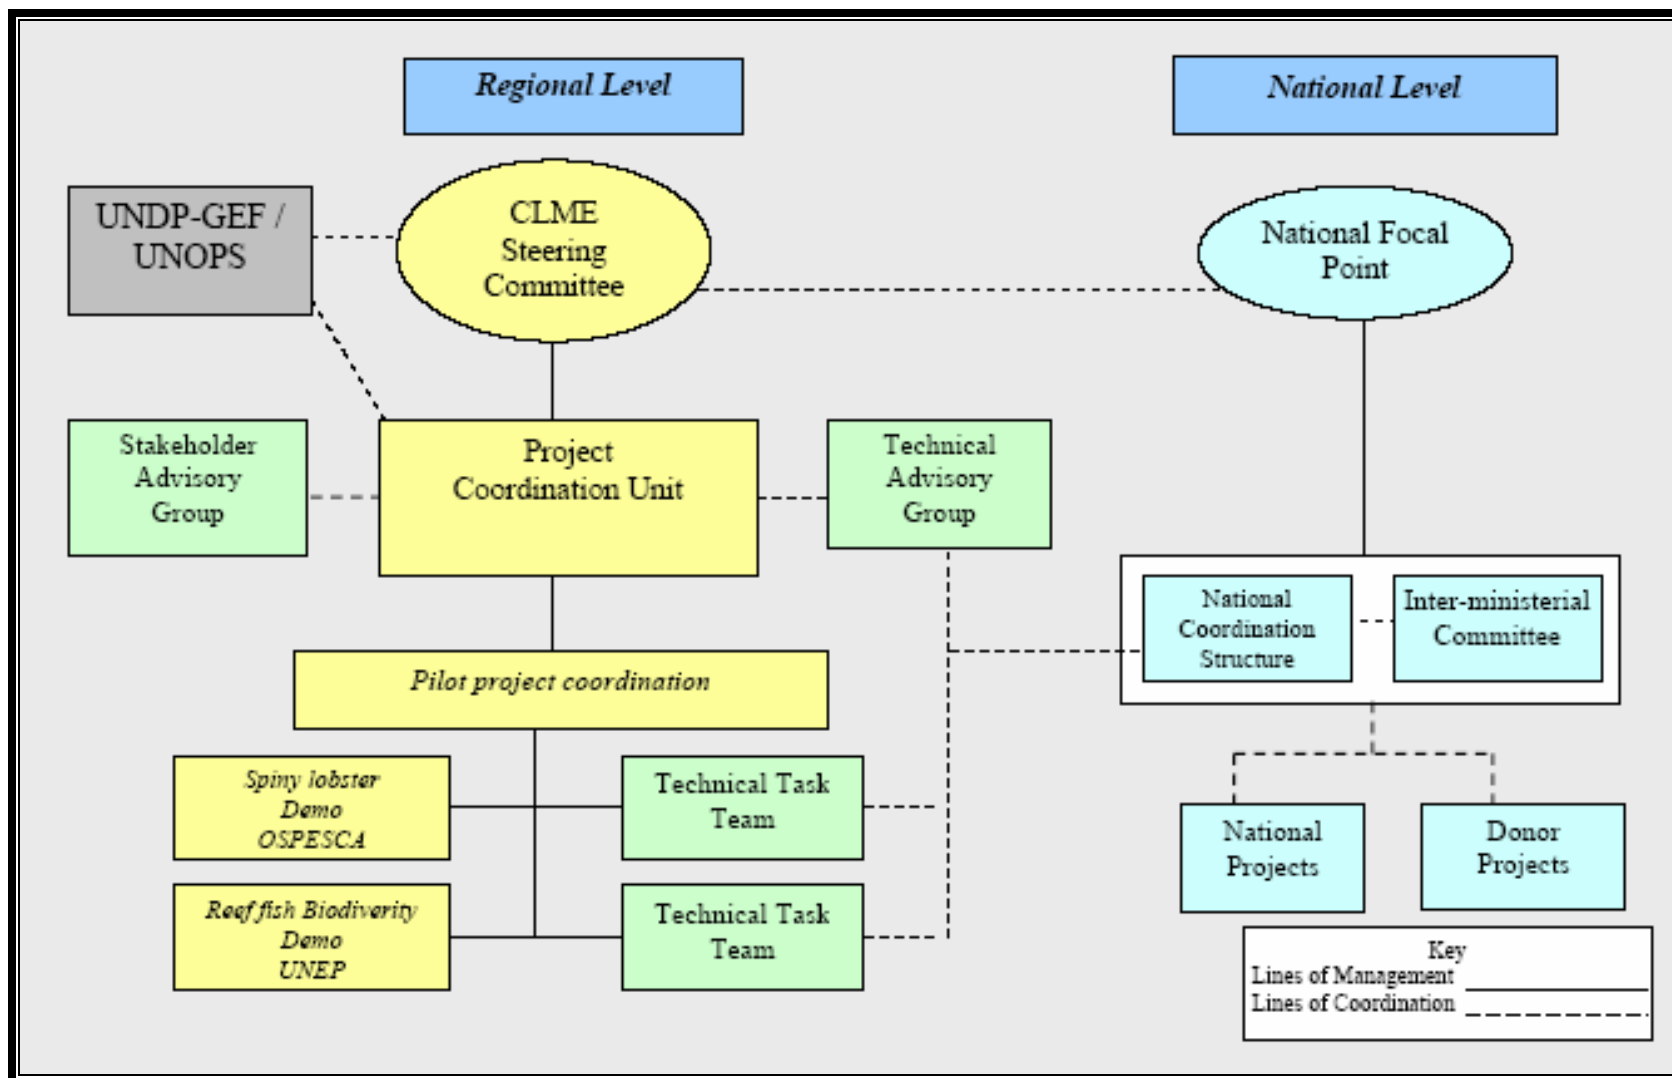 Regional Level
National Level
UNDP-GEF /
UNOPS
CLME
Steering
Committee
National Focal
Point
Stakeholder
Advisory
Group
Project
Coordination Unit
Technical
Advisory
Group
National
Coordination
Structure
Inter-ministerial
Committee
Pilot project coordination
Spiny lobster
Demo
OSPESCA
Technical Task
Team
Reef fish Biodiverity
Demo
UNEP
Technical Task
Team
National
Projects
Donor
Projects
Key
Lines of Management
Lines of Coordination